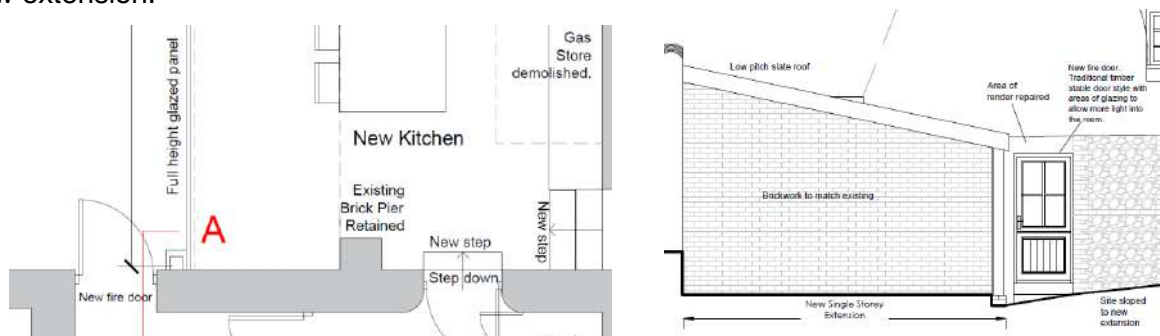 w extension.
Gas
Store
demolished.
Full height glazed panel
New Kitchen
A
Existing
Brick Pier
Retained
New step
New step
Step down
New fire door
Low pitch slate roof
Area of
render repaired
New fire door.
Traditional timber
stable door style with
areas of glazing to
allow more light into
the room.
Brickwork to match existing
New Single Storey
Extension
Site sloped
to new
extension